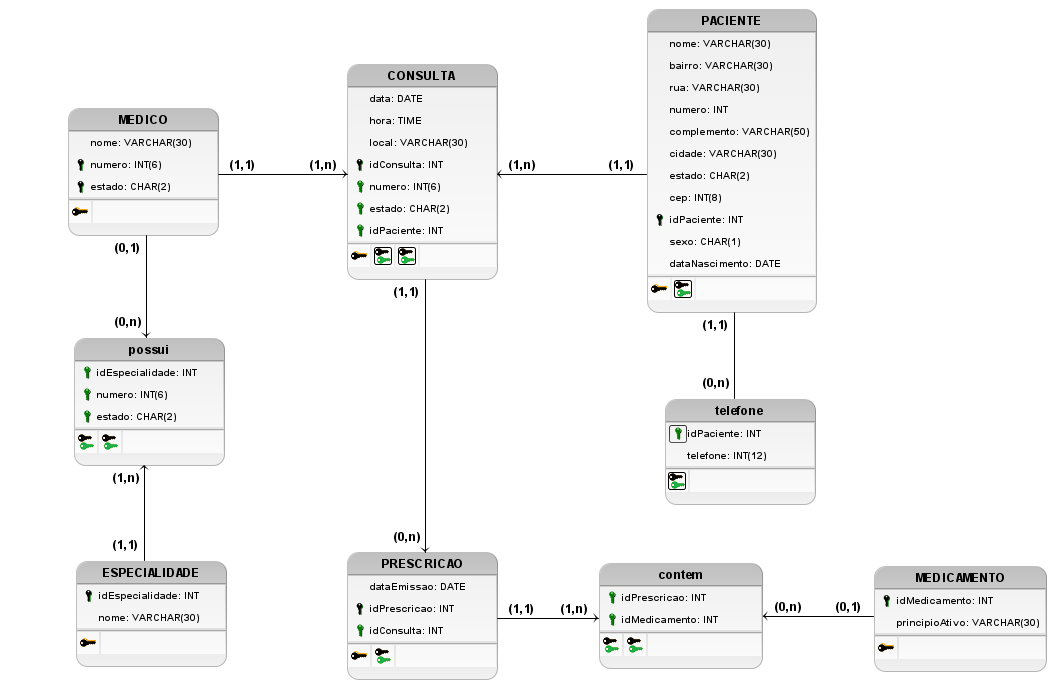 PACIENTE
nome: VARCHAR(30)
bairro: VARCHAR(30)
rua: VARCHAR(30)
numero: INT
complemento: VARCHAR(50)
cidade: VARCHAR(30)
estado: CHAR(2)
cep: INT(8)
idPaciente: INT
sexo: CHAR(1)
dataNascimento: DATE
CONSULTA
data: DATE
hora: TIME
local: VARCHAR(30)
idConsulta: INT
numero: INT(6)
estado: CHAR(2)
idPaciente: INT
MEDICO
nome: VARCHAR(30)
numero: INT(6)
estado: CHAR(2)
(1,1)
(1,n)
(1,n)
(1,1)
(0,1)
(0,n)
(1,1)
(1,1)
(0,n)
possui
idEspecialidade: INT
numero: INT(6)
estado: CHAR(2)
telefone
idPaciente: INT
telefone: INT(12)
(1,n)
(1,1)
(0,n)
ESPECIALIDADE
idEspecialidade: INT
nome: VARCHAR(30)
PRESCRICAO
dataEmissao: DATE
idPrescricao: INT
idConsulta: INT
(1,1)
(1,n)
contem
idPrescricao: INT
idMedicamento: INT
(0,n)
(0,1)
MEDICAMENTO
idMedicamento: INT
principioAtivo: VARCHAR(30)